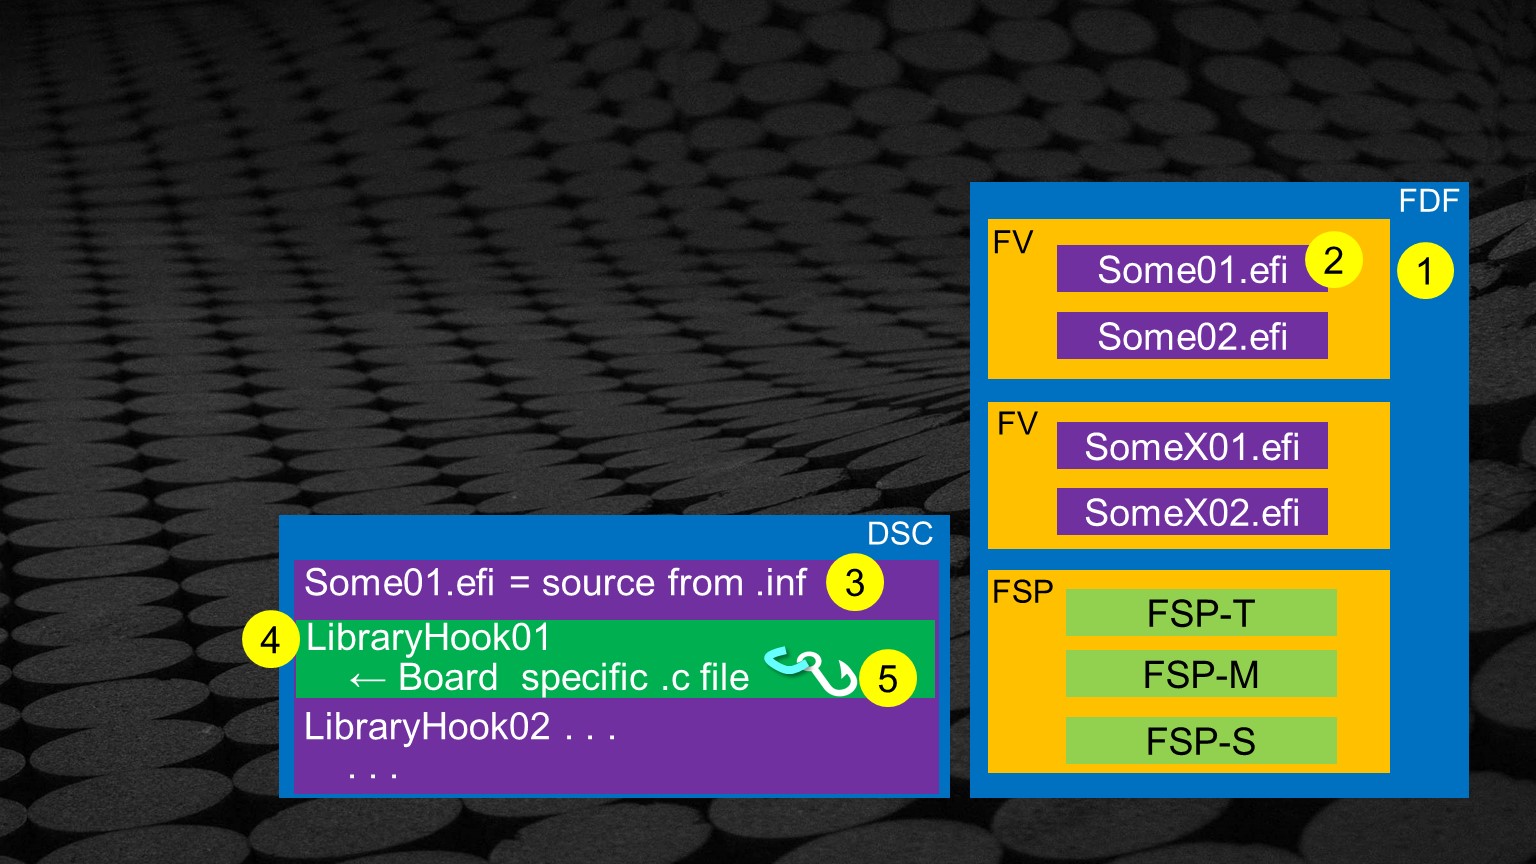 FDF
FV
Some01.efi
2
1
Some02.efi
FV
SomeX01.efi
SomeX02.efi
FSP
FSP-T
FSP-M
FSP-S
DSC
Some01.efi = source from .inf
3
4
LibraryHook01
← Board specific .c file
5
LibraryHook02 . . .
. . .